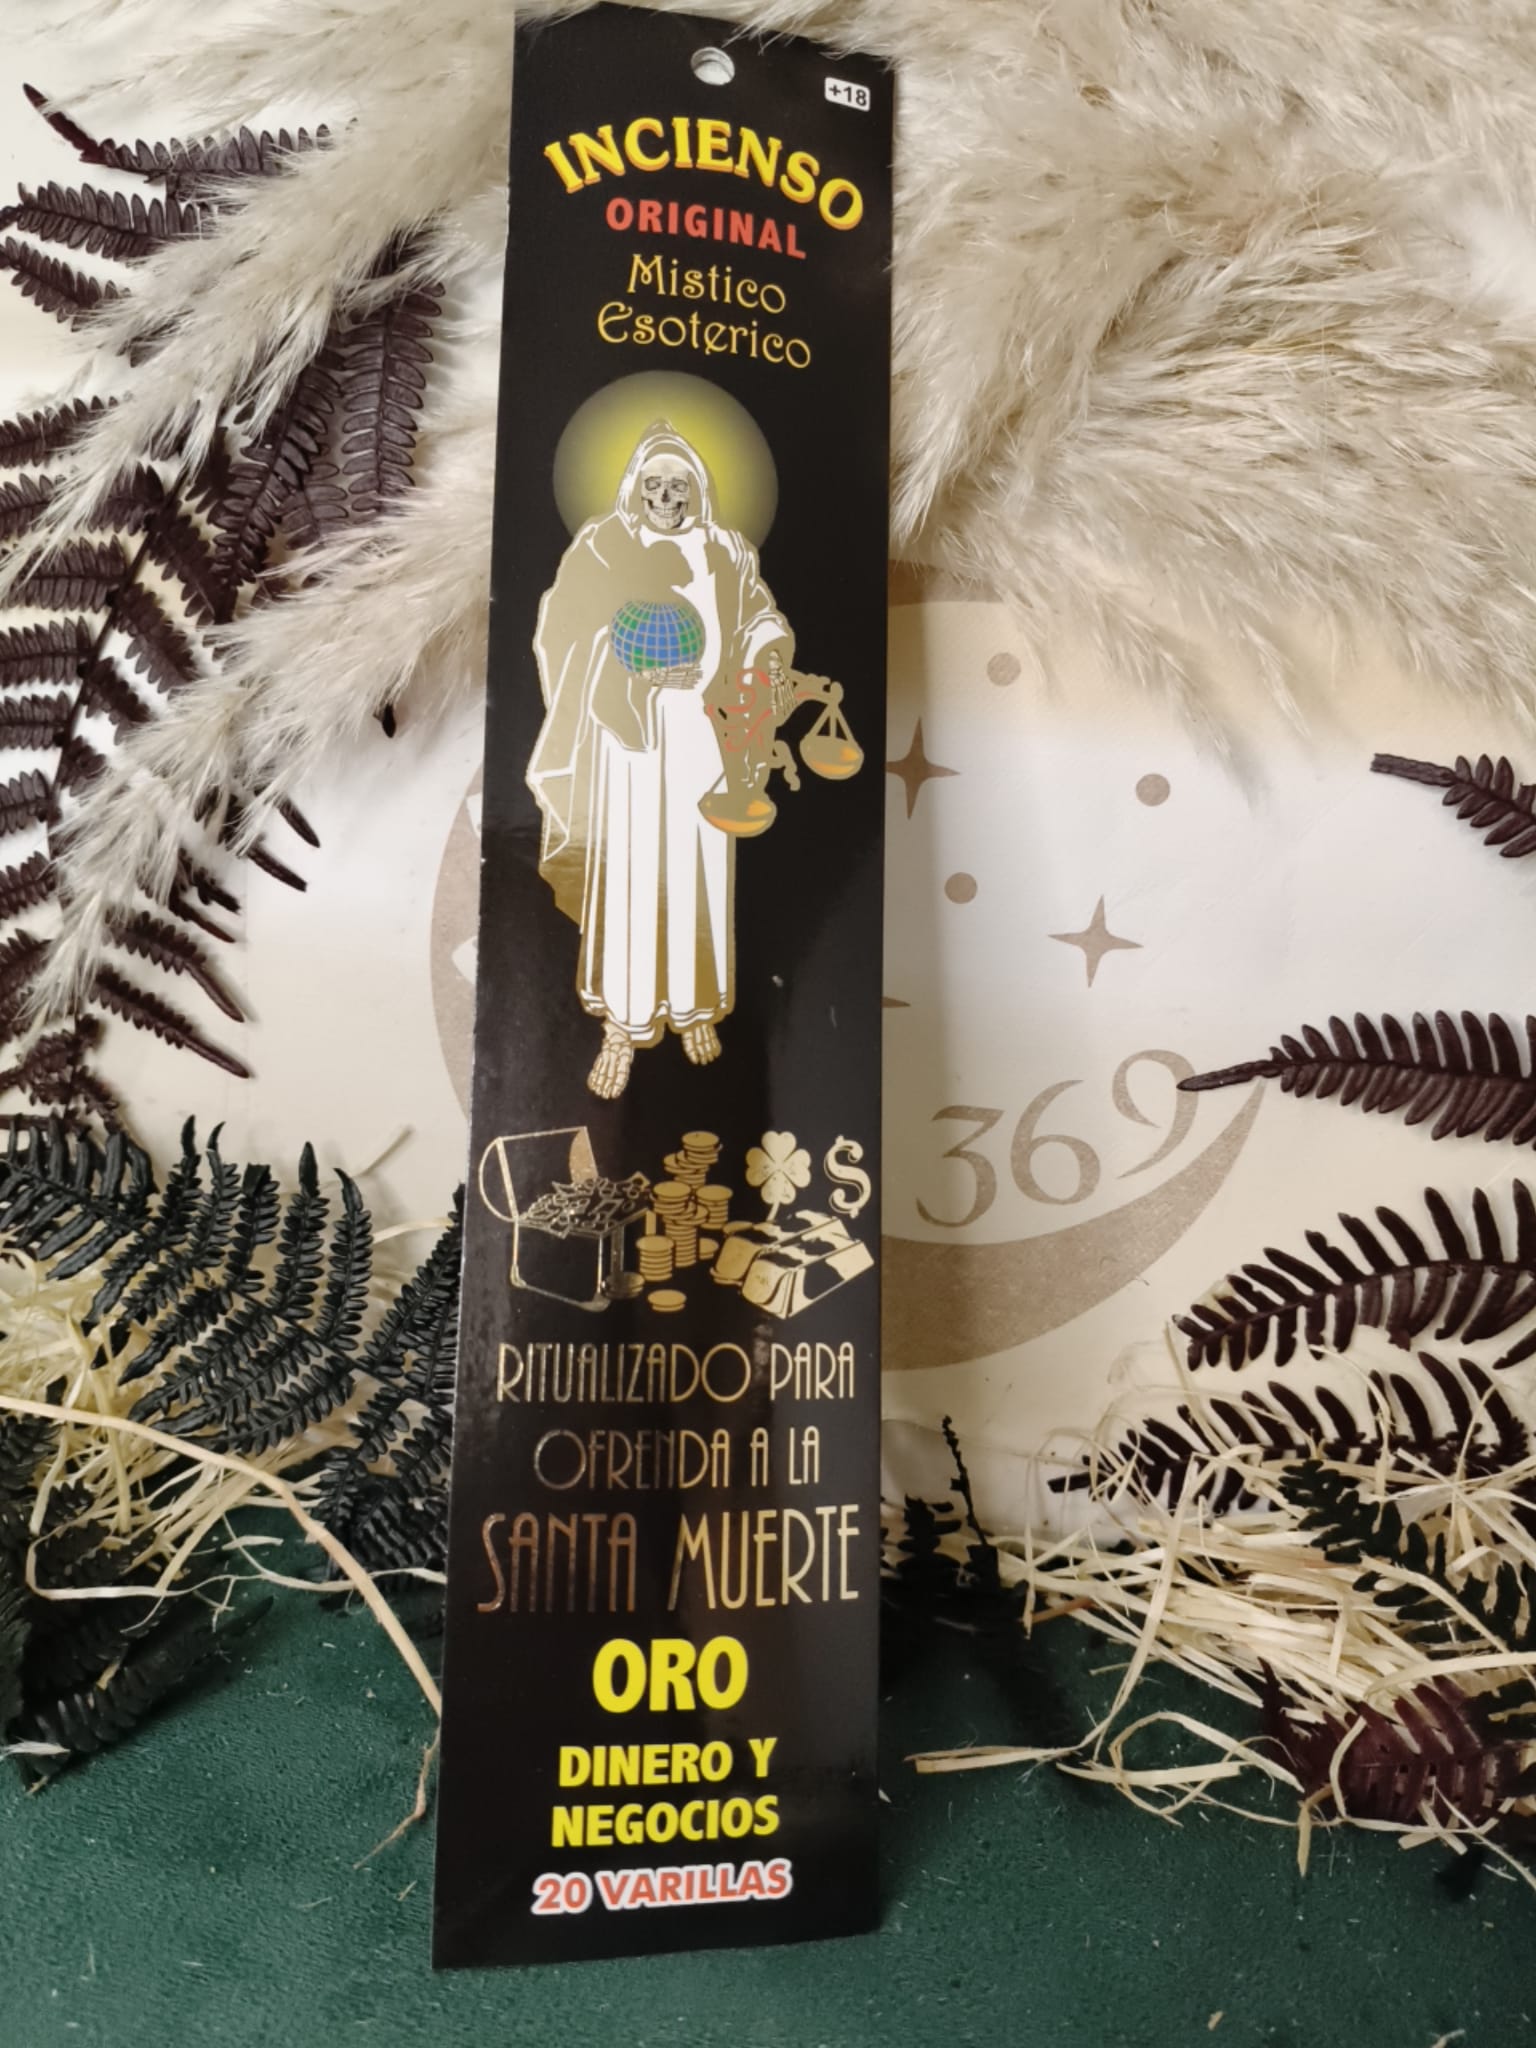 +18
INCIENSO
ORIGINAL
Mistico
Esoterico
$
369
RITUALIZADO PARA
OFRENDA A LA
SANTA MUERTE
ORO
DINERO Y
NEGOCIOS
20 VARILLAS